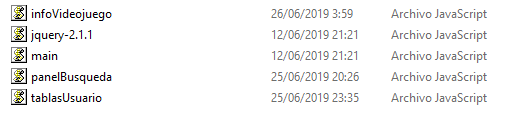 infoVideojuego 26/06/2019 3:59 Archivo JavaScript
jquery-2.1.1 12/06/2019 21:21 Archivo JavaScript
main 12/06/2019 21:21 Archivo JavaScript
panelBusqueda 25/06/2019 20:26 Archivo JavaScript
tablasUsuario 25/06/2019 23:35 Archivo JavaScript